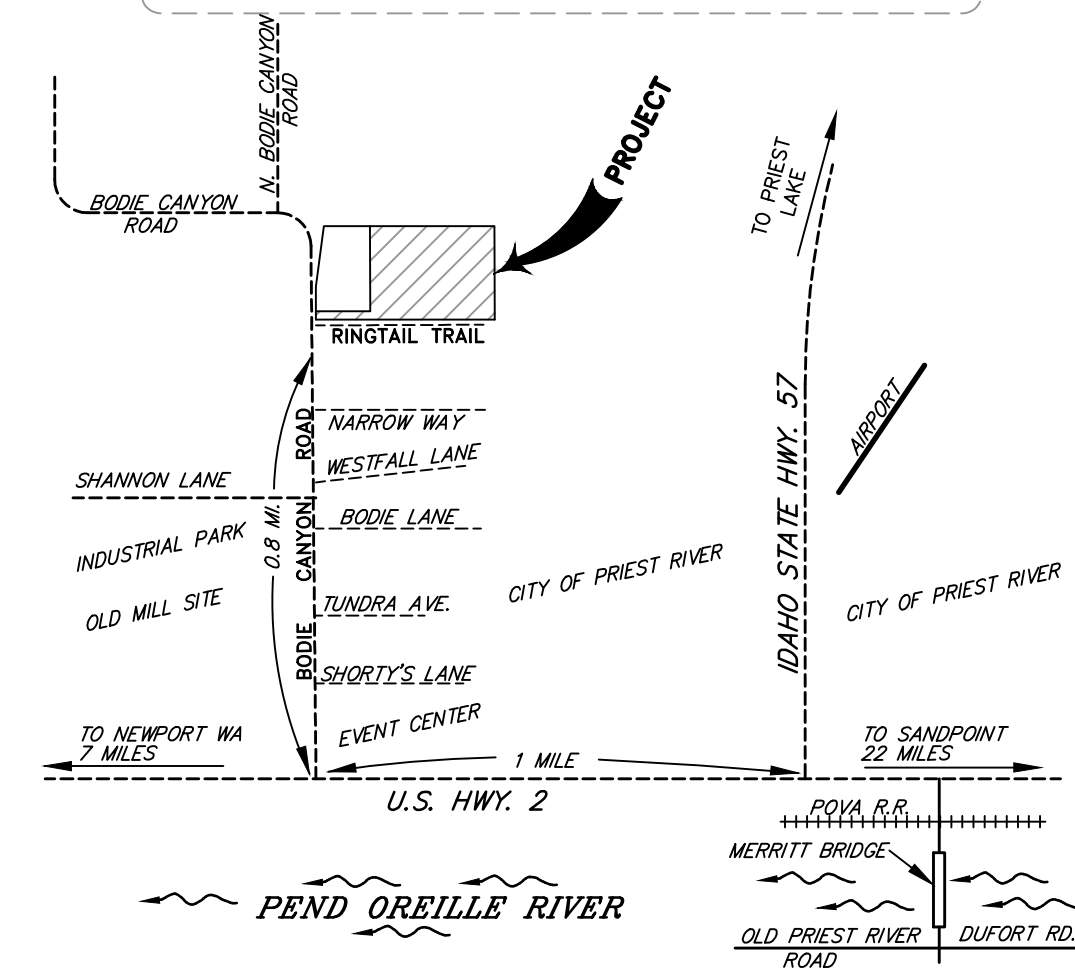 N. BODIE CANYON
ROAD
BODIE CANYON
ROAD
PROJECT
TO PRIEST
LAKE
RINGTAIL TRAIL
IDAHO STATE HWY. 57
AIRPORT
NARROW WAY
WESTFALL LANE
SHANNON LANE
BODIE LANE
BODIE CANYON ROAD
0.8 MI.
INDUSTRIAL PARK
OLD MILL SITE
CITY OF PRIEST RIVER
CITY OF PRIEST RIVER
TUNDRA AVE.
SHORTY'S LANE
EVENT CENTER
TO NEWPORT WA
7 MILES
1 MILE
TO SANDPOINT
22 MILES
U.S. HWY. 2
POVA R.R.
MERRITT BRIDGE
PEND OREILLE RIVER
OLD PRIEST RIVER
ROAD
DUFORT RD.